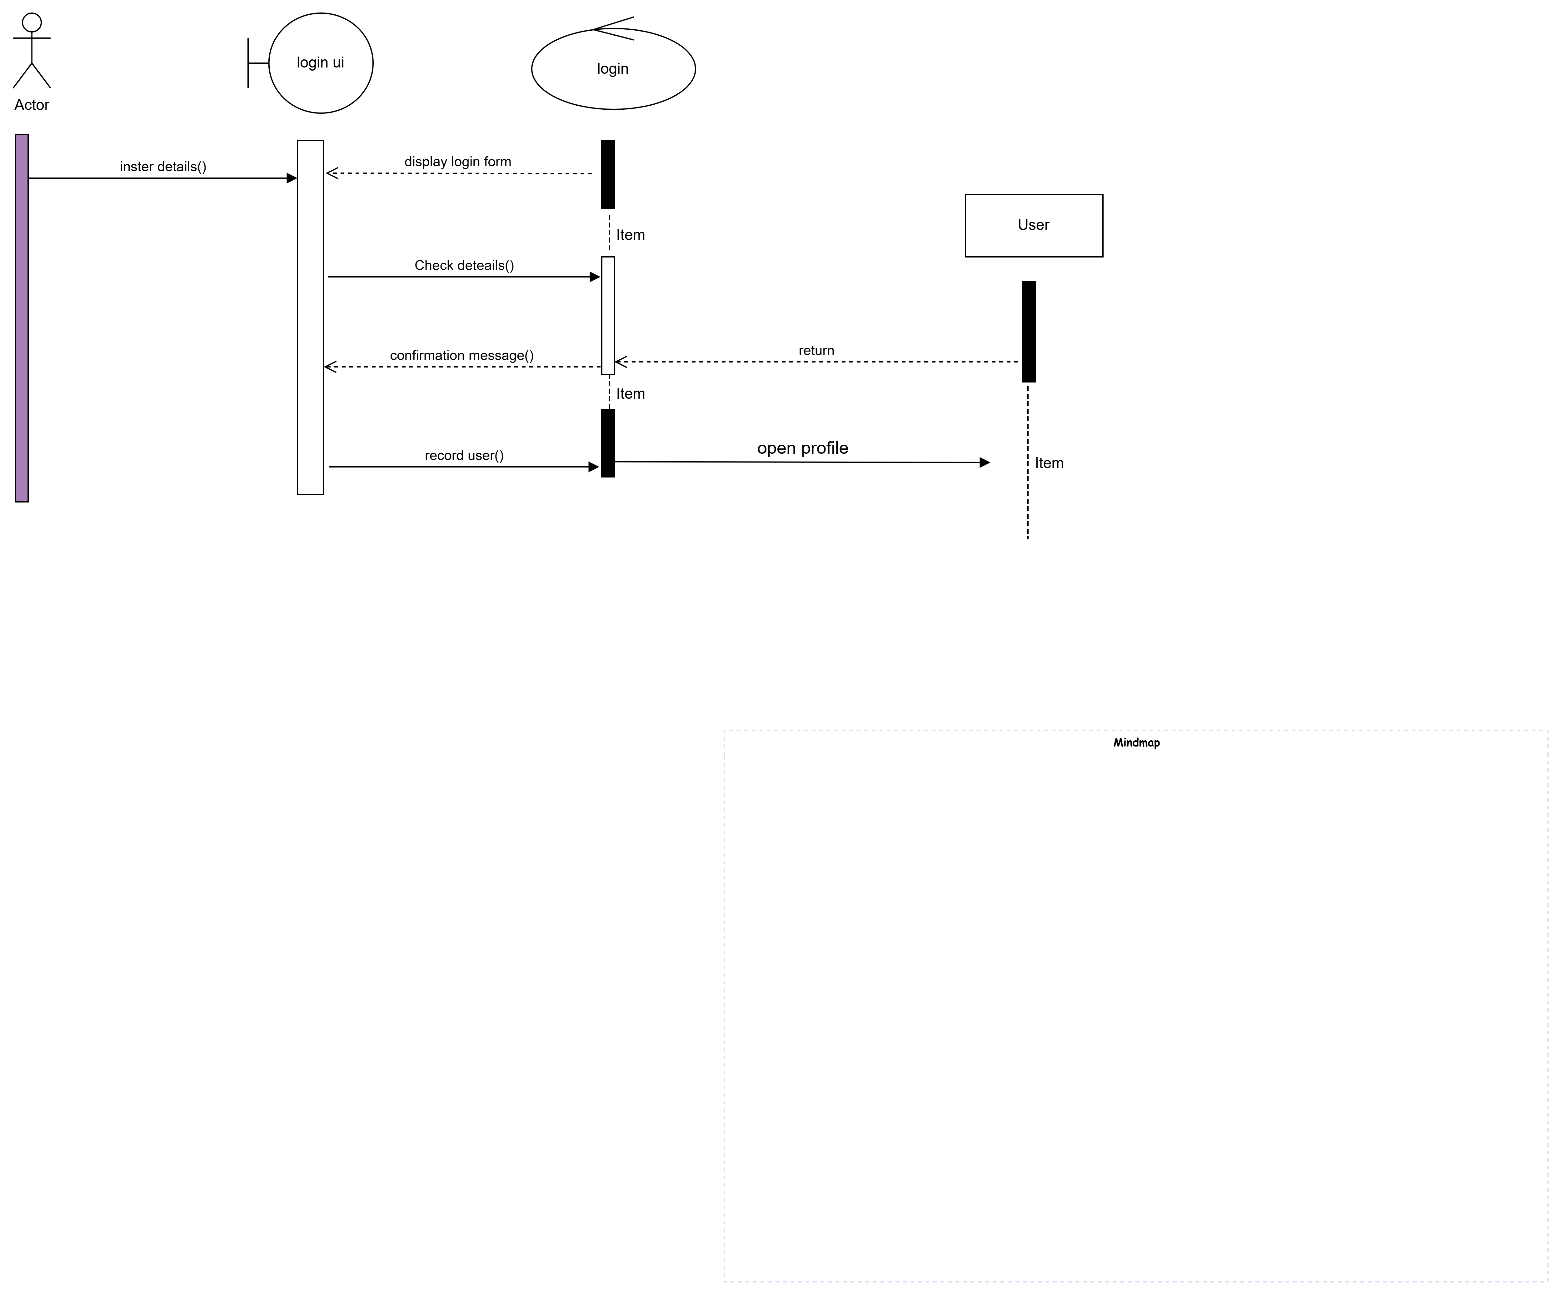 login ui
login
Actor
inster details()
display login form
User
Item
Check deteails()
return
confirmation message()
Item
open profile
record user()
Item
Mindmap